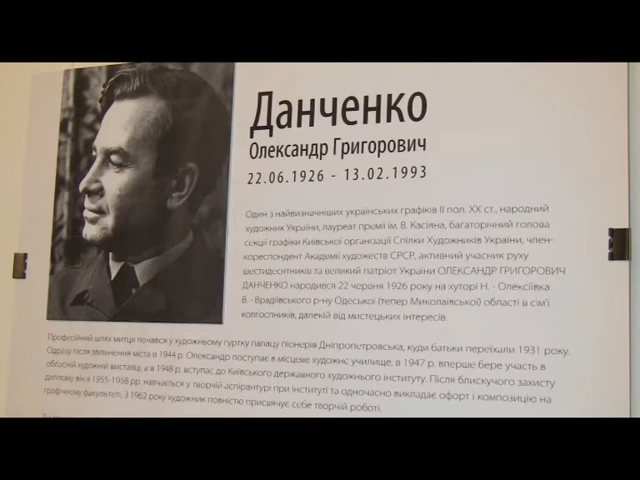 Данченко
Олександр Григорович
22.06.1926 - 13.02.1993
Один з найвизначніших українських графіків ІІ пол. ХХ ст., народний
художник України, лауреат премії ім. В. Касіяна, багаторічний голова
секції графіки Київської організації Спілки Художників України, член-
кореспондент Академії художеств СРСР, активний учасник руху
шестидесятників та великий патріот України ОЛЕКСАНДР ГРИГОРОВИЧ
ДАНЧЕНКО народився 22 червня 1926 року на хуторі Н. - Олексіївка
В.- Врадіївського р-ну Одеської (тепер Миколаївської) області в сім'ї
колгоспників, далекій від мистецьких інтересів.
Професійний шлях митця почався у художньому гуртку палацу піонерів Дніпропетровська, куди батьки переїхали 1931 року.
Одразу після звільнення міста в 1944 р. Олександр поступає в місцеве художнє училище, в 1947 р. вперше бере участь в
обласній художній виставці, а в 1948 р. вступає до Київського державного художнього інституту. Після блискучого захисту
диплому він в 1955-1958 рр. навчається у творчій аспірантурі при інституті та одночасно викладає офорт і композицію на
графічному факультеті. З 1962 року художник повністю присвячує себе творчій роботі.